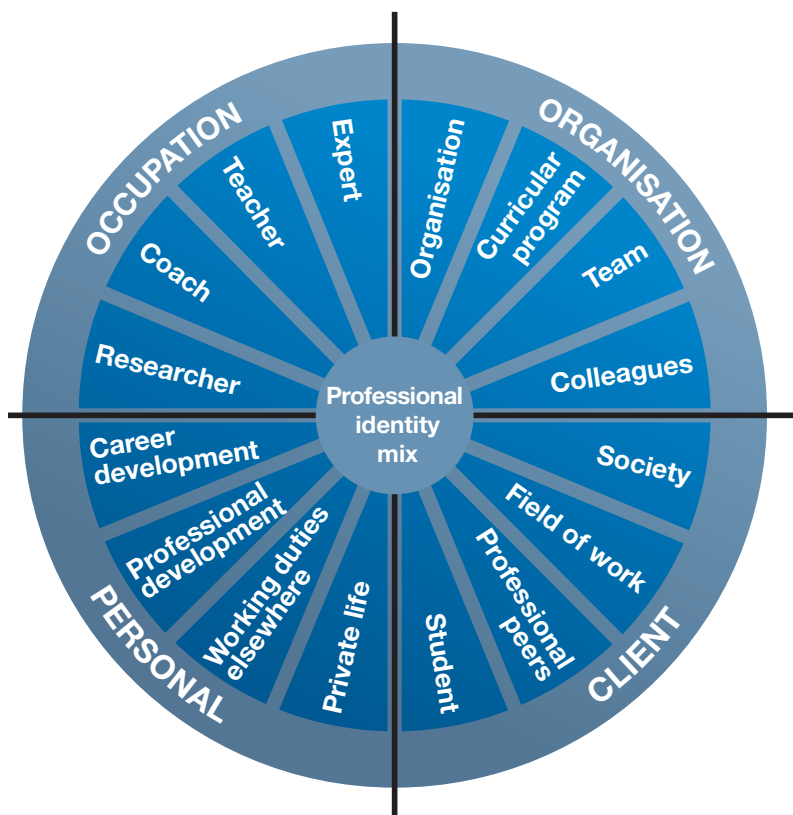 OCCUPATION
Expert
Teacher
Coach
Researcher
ORGANISATION
Organisation
Curricular
program
Team
Colleagues
Professional
identity
mix
PERSONAL
Career
development
Professional
development
Working duties
elsewhere
Private life
CLIENT
Society
Field of work
Professional
peers
Student